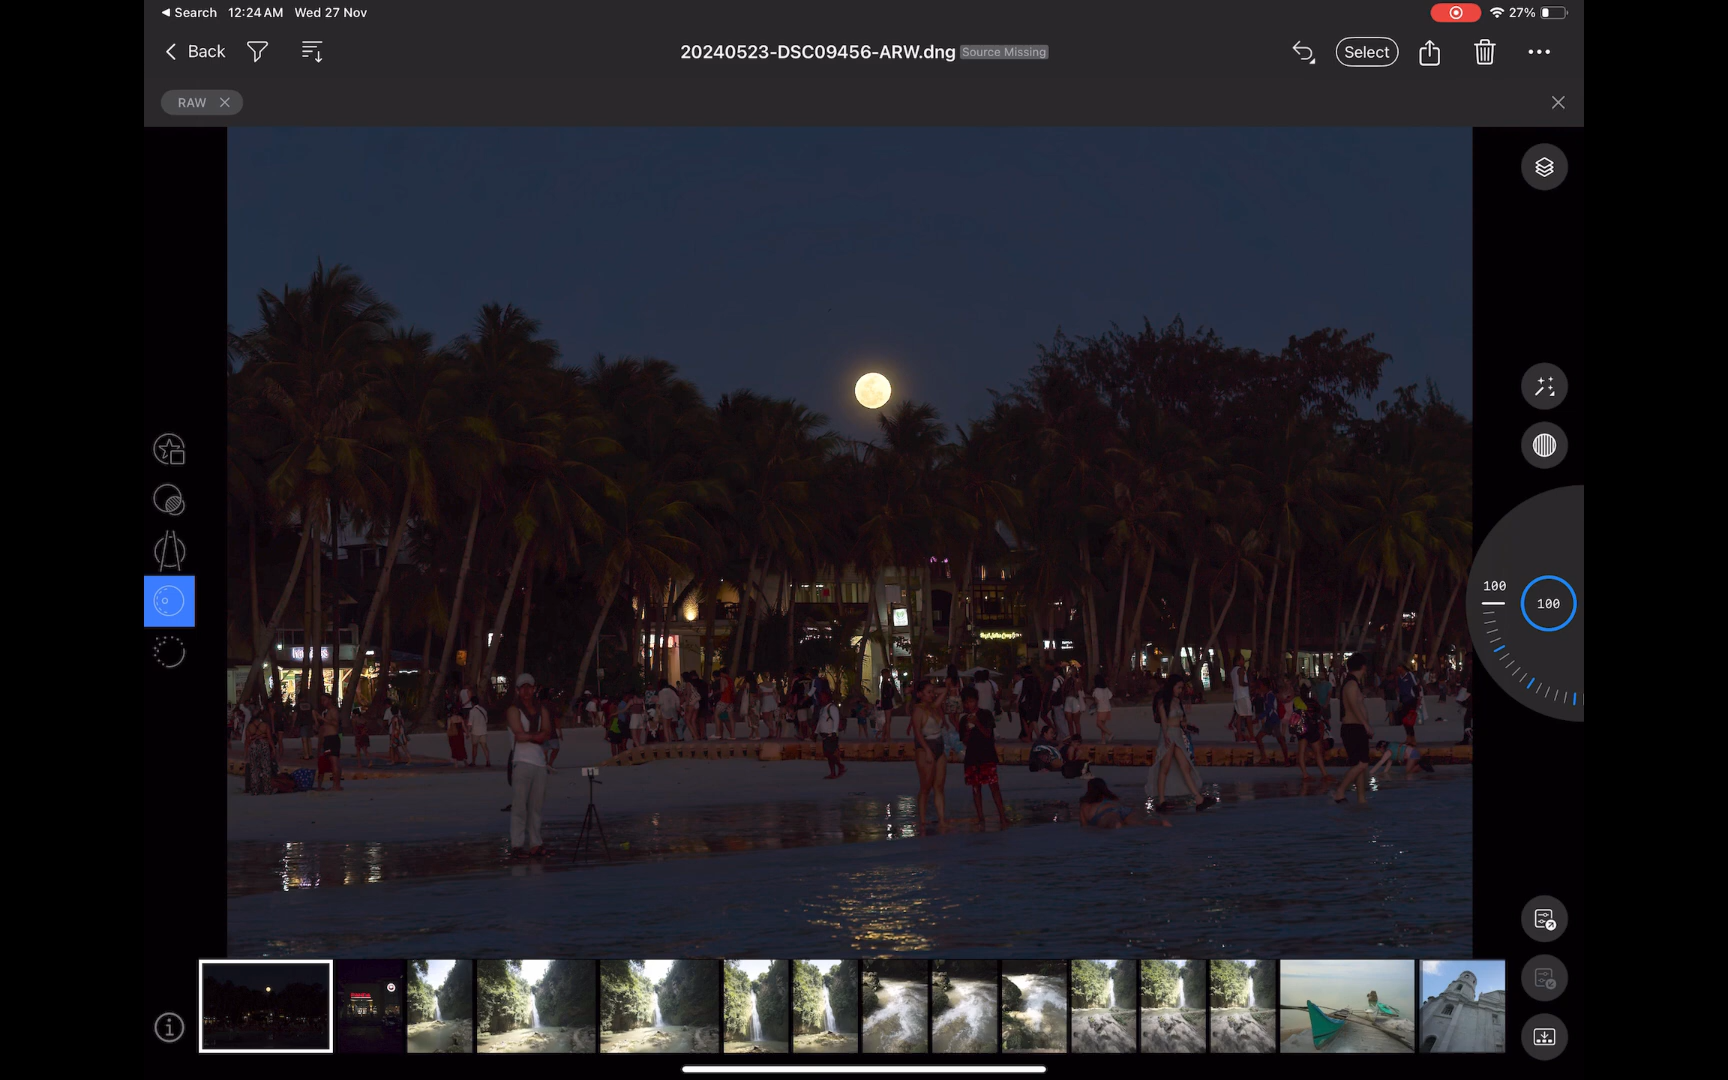 ◀ Search 12:24 AM Wed 27 Nov 27%
Back 20240523-DSC09456-ARW.dng Source Missing Select
RAW
100 100